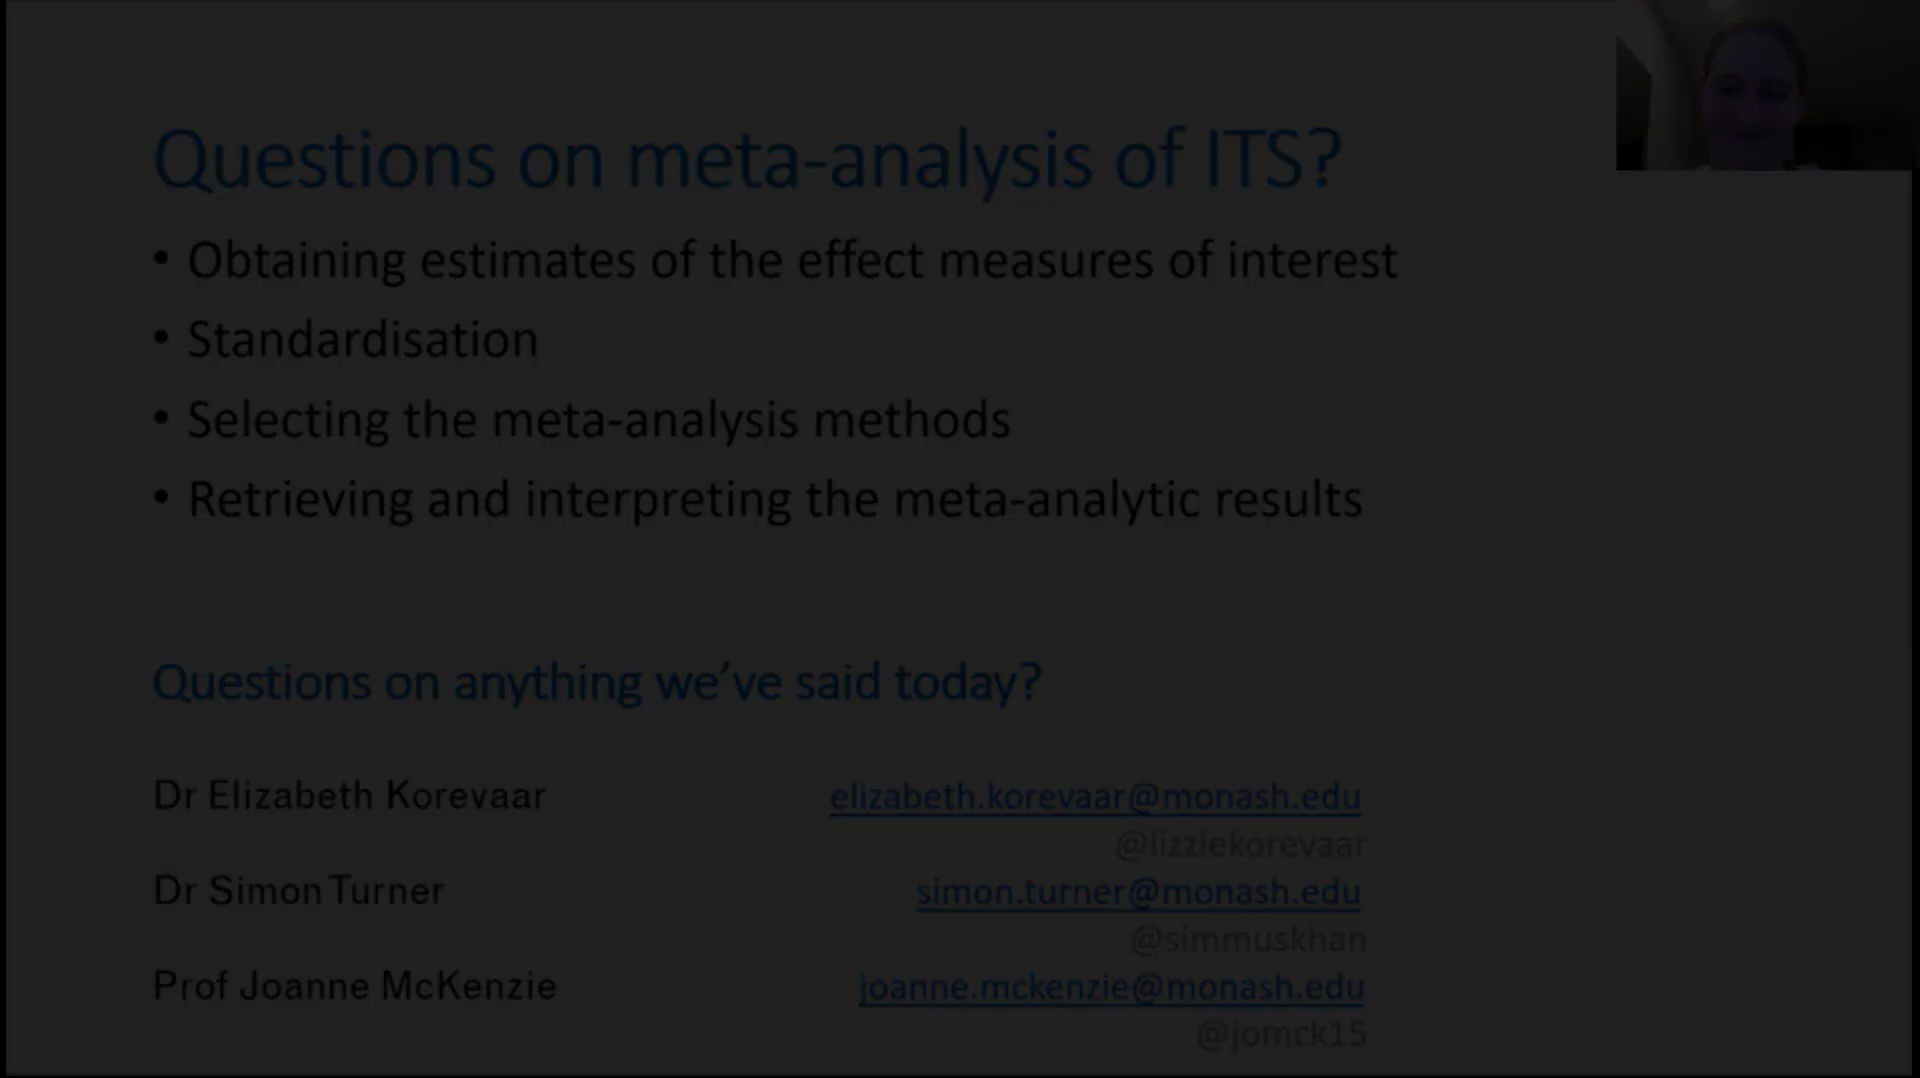 Questions on meta-analysis of ITS?
• Obtaining estimates of the effect measures of interest
• Standardisation
• Selecting the meta-analysis methods
• Retrieving and interpreting the meta-analytic results
Questions on anything we've said today?
Dr Elizabeth Korevaar elizabeth.korevaar@monash.edu
@lizziekorevaar
Dr Simon Turner simon.turner@monash.edu
@simmuskhan
Prof Joanne McKenzie joanne.mckenzie@monash.edu
@jomck15